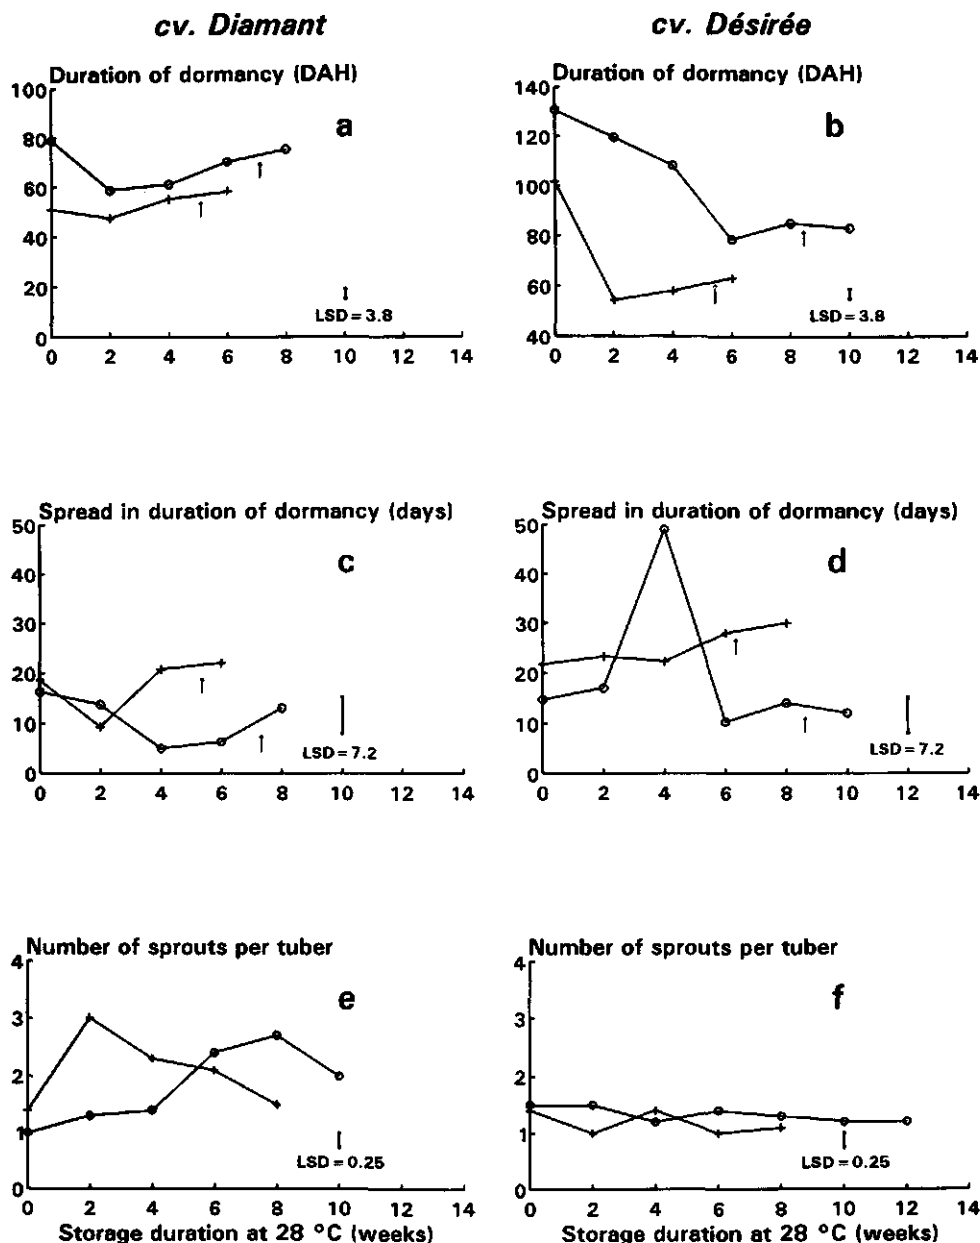 cv. Diamant
cv. Désirée
Duration of dormancy (DAH)
100
80
60
40
20
0
a
LSD = 3.8
0 2 4 6 8 10 12 14
Duration of dormancy (DAH)
140
120
100
80
60
40
b
LSD = 3.8
0 2 4 6 8 10 12 14
Spread in duration of dormancy (days)
50
40
30
20
10
0
c
LSD = 7.2
0 2 4 6 8 10 12 14
Spread in duration of dormancy (days)
50
40
30
20
10
0
d
LSD = 7.2
0 2 4 6 8 10 12 14
Number of sprouts per tuber
4
3
2
1
0
e
LSD = 0.25
0 2 4 6 8 10 12 14
Storage duration at 28 °C (weeks)
Number of sprouts per tuber
4
3
2
1
0
f
LSD = 0.25
0 2 4 6 8 10 12 14
Storage duration at 28 °C (weeks)